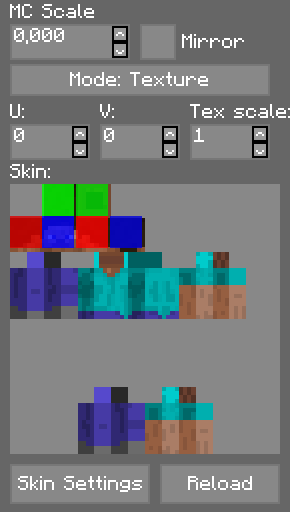 MC Scale
0,000
Mirror
Mode: Texture
U: V: Tex scale:
0 0 1
Skin:
Skin Settings Reload